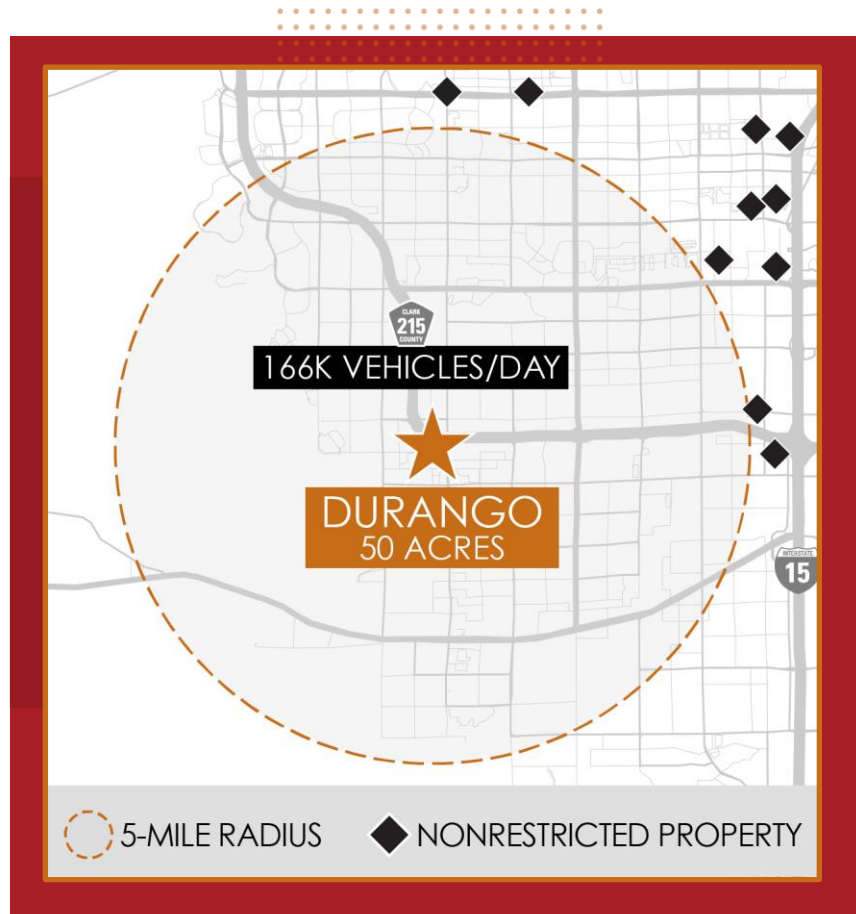 CLARK
215
COUNTY
166K VEHICLES/DAY
DURANGO
50 ACRES
INTERSTATE
15
5-MILE RADIUS
NONRESTRICTED PROPERTY